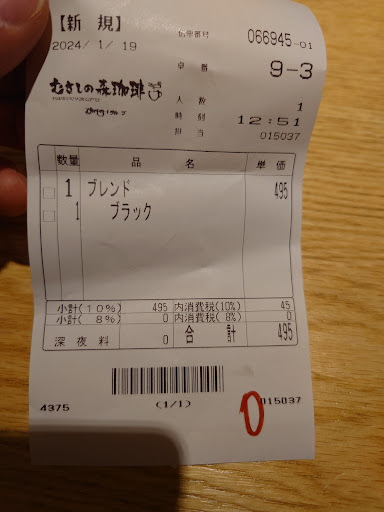 【新 規】 伝票番号 066945-01
2024/ 1/ 19 卓 番 9-3
むさしの森珈琲
人 数 1
時 刻 12:51
担 当 015037
数量 品 名 単 価
1 ブレンド 495
1 ブラック
小計(10%) 495 内消費税(10%) 45
小計( 8%) 0 内消費税( 8%) 0
深 夜 料 0 合 計 495
4375 (1/1) 015037